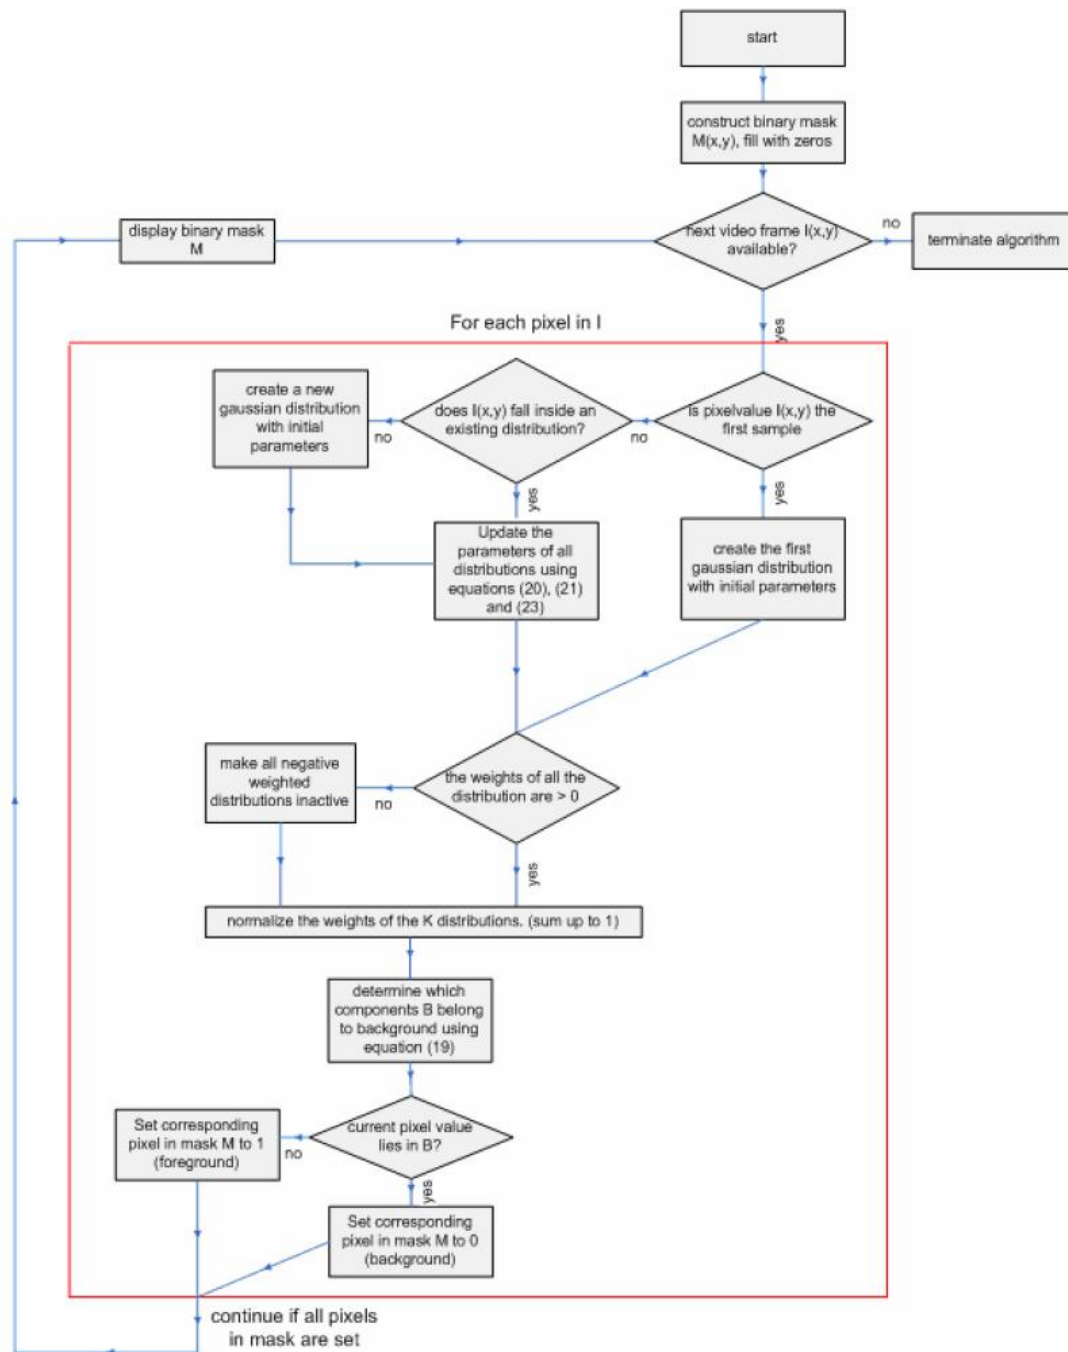 start
construct binary mask
M(x,y), fill with zeros
display binary mask
M
next video frame I(x,y)
available?
no
terminate algorithm
yes
For each pixel in I
create a new
gaussian distribution
with initial
parameters
no
does I(x,y) fall inside an
existing distribution?
no
Is pixelvalue I(x,y) the
first sample
yes
yes
Update the
parameters of all
distributions using
equations (20), (21)
and (23)
create the first
gaussian distribution
with initial parameters
make all negative
weighted
distributions inactive
no
the weights of all the
distribution are > 0
yes
normalize the weights of the K distributions. (sum up to 1)
determine which
components B belong
to background using
equation (19)
Set corresponding
pixel in mask M to 1
(foreground)
no
current pixel value
lies in B?
yes
Set corresponding
pixel in mask M to 0
(background)
continue if all pixels
in mask are set